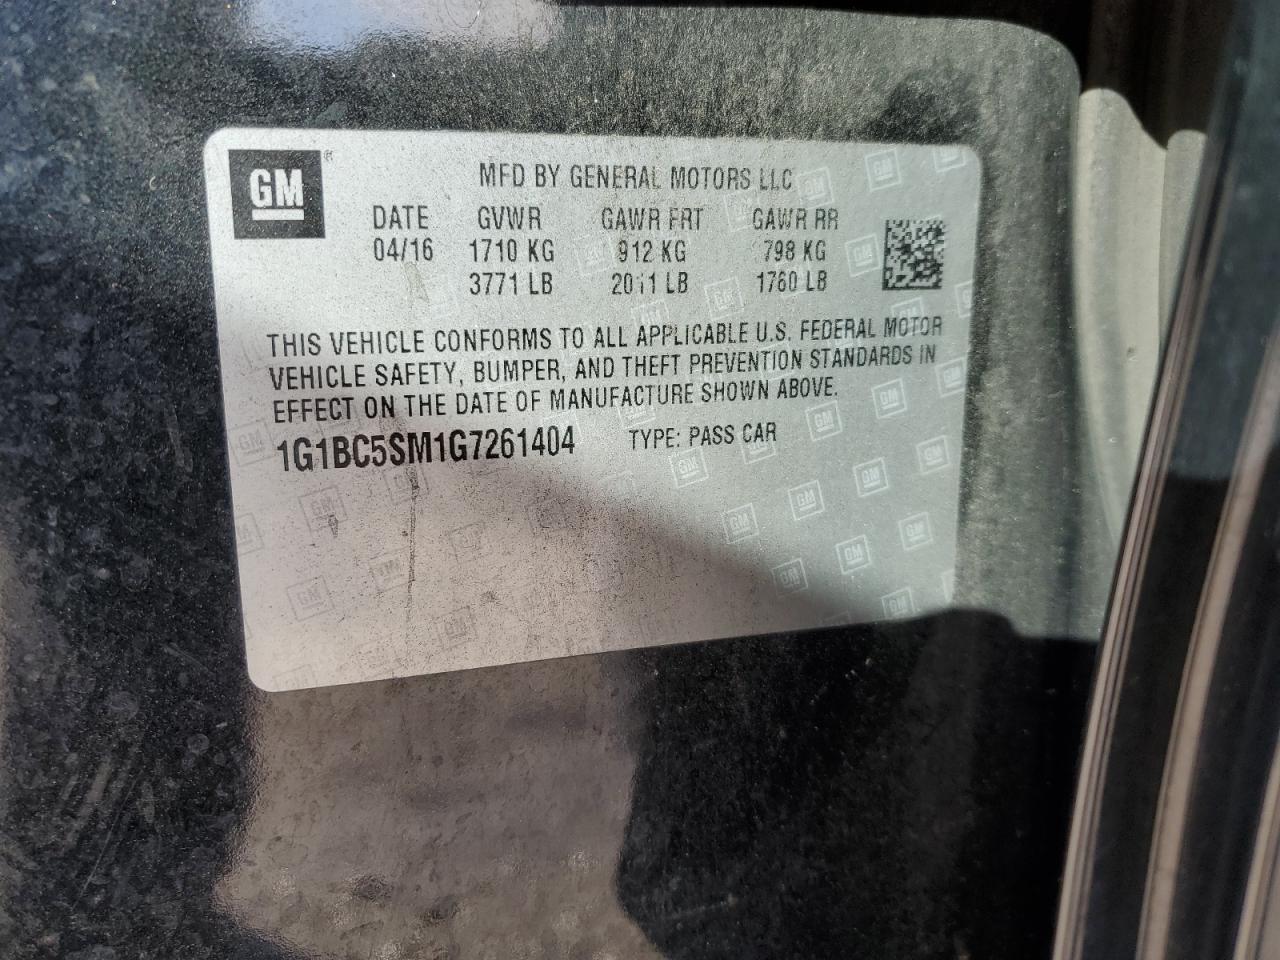 GM
MFD BY GENERAL MOTORS LLC
DATE GVWR GAWR FRT GAWR RR
04/16 1710 KG 912 KG 798 KG
3771 LB 2011 LB 1760 LB
THIS VEHICLE CONFORMS TO ALL APPLICABLE U.S. FEDERAL MOTOR
VEHICLE SAFETY, BUMPER, AND THEFT PREVENTION STANDARDS IN
EFFECT ON THE DATE OF MANUFACTURE SHOWN ABOVE.
1G1BC5SM1G7261404 TYPE: PASS CAR